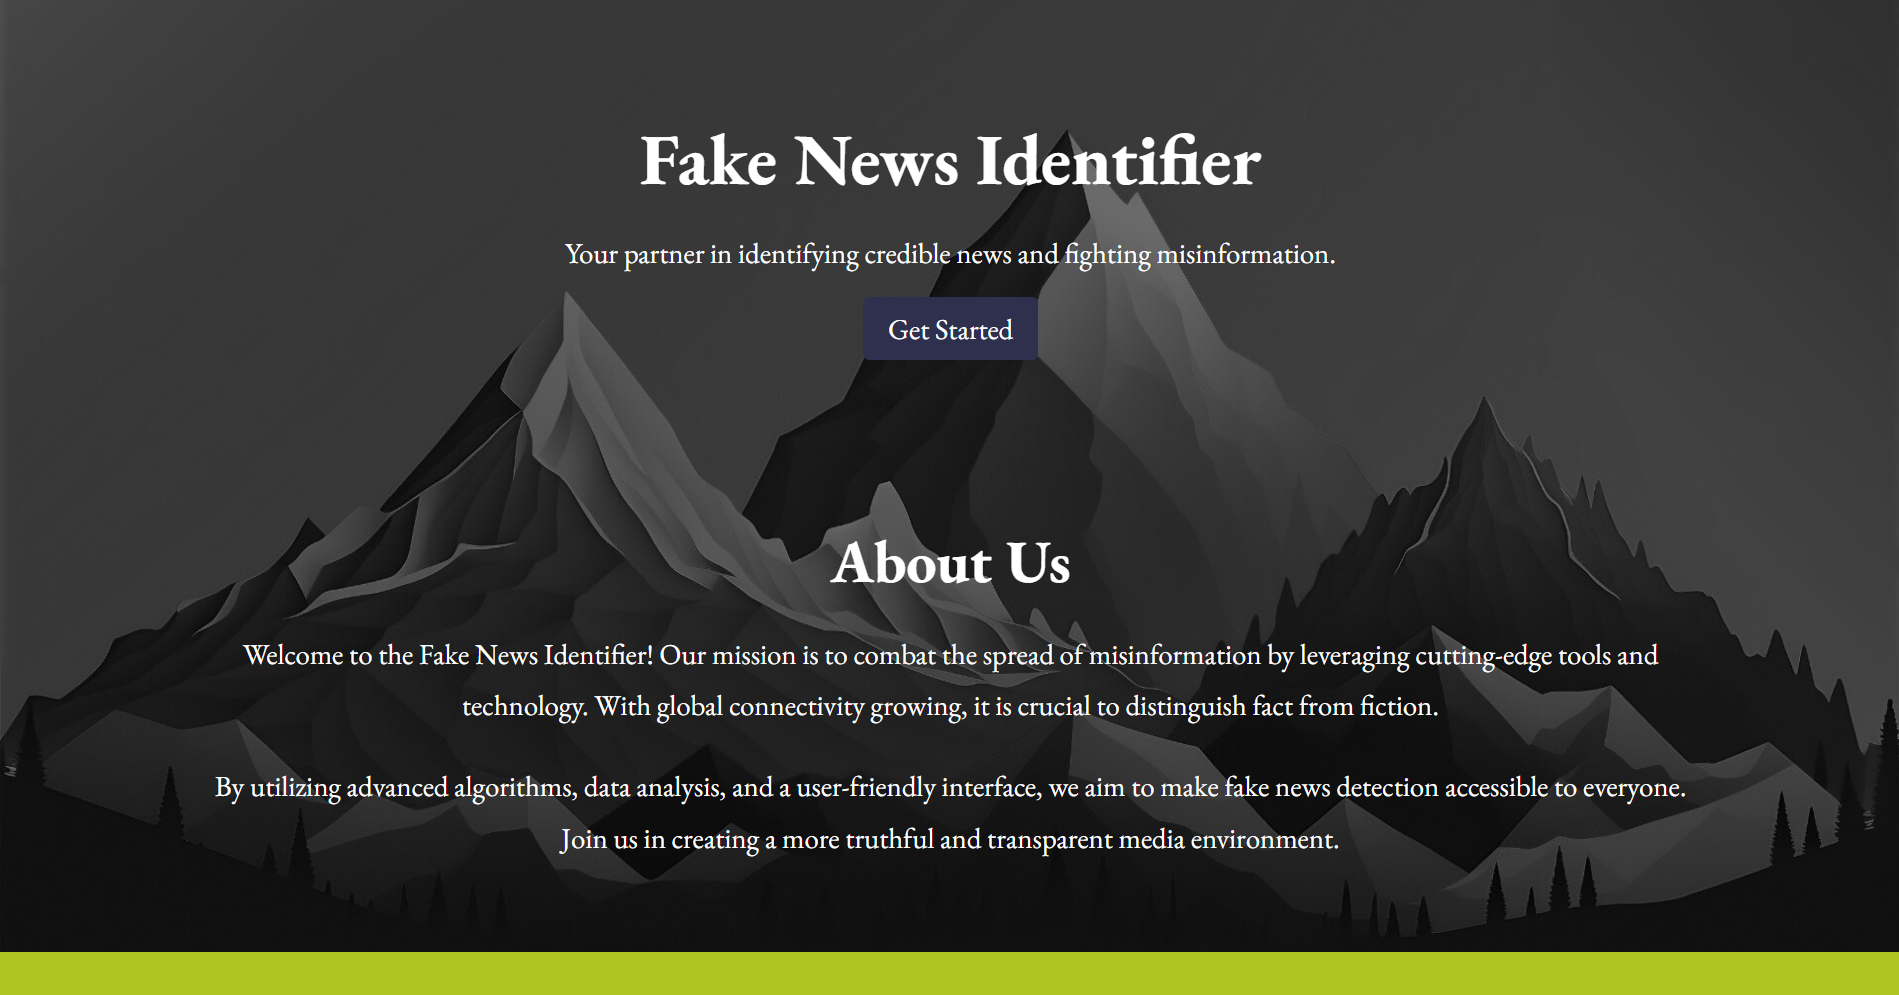 Fake News Identifier
Your partner in identifying credible news and fighting misinformation.
Get Started
About Us
Welcome to the Fake News Identifier! Our mission is to combat the spread of misinformation by leveraging cutting-edge tools and
technology. With global connectivity growing, it is crucial to distinguish fact from fiction.
By utilizing advanced algorithms, data analysis, and a user-friendly interface, we aim to make fake news detection accessible to everyone.
Join us in creating a more truthful and transparent media environment.